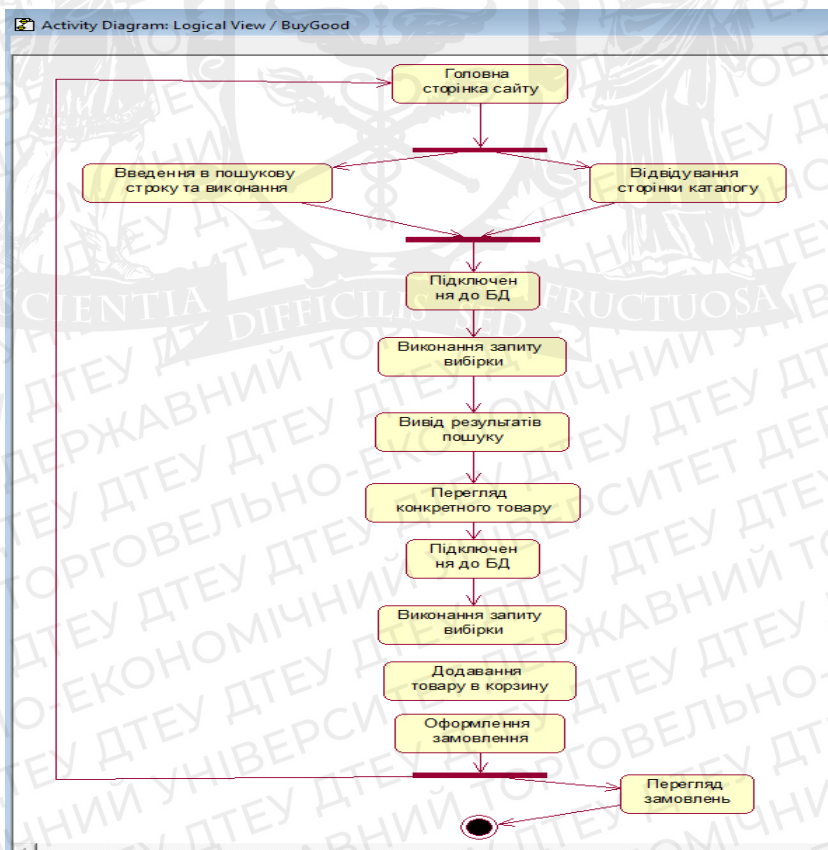 Activity Diagram: Logical View / BuyGood
Головна
сторінка сайту
Введення в пошукову
строку та виконання
Відвідування
сторінки каталогу
Підключен
ня до БД
Виконання запиту
вибірки
Вивід результатів
пошуку
Перегляд
конкретного товару
Підключен
ня до БД
Виконання запиту
вибірки
Додавання
товару в корзину
Оформлення
замовлення
Перегляд
замовлень